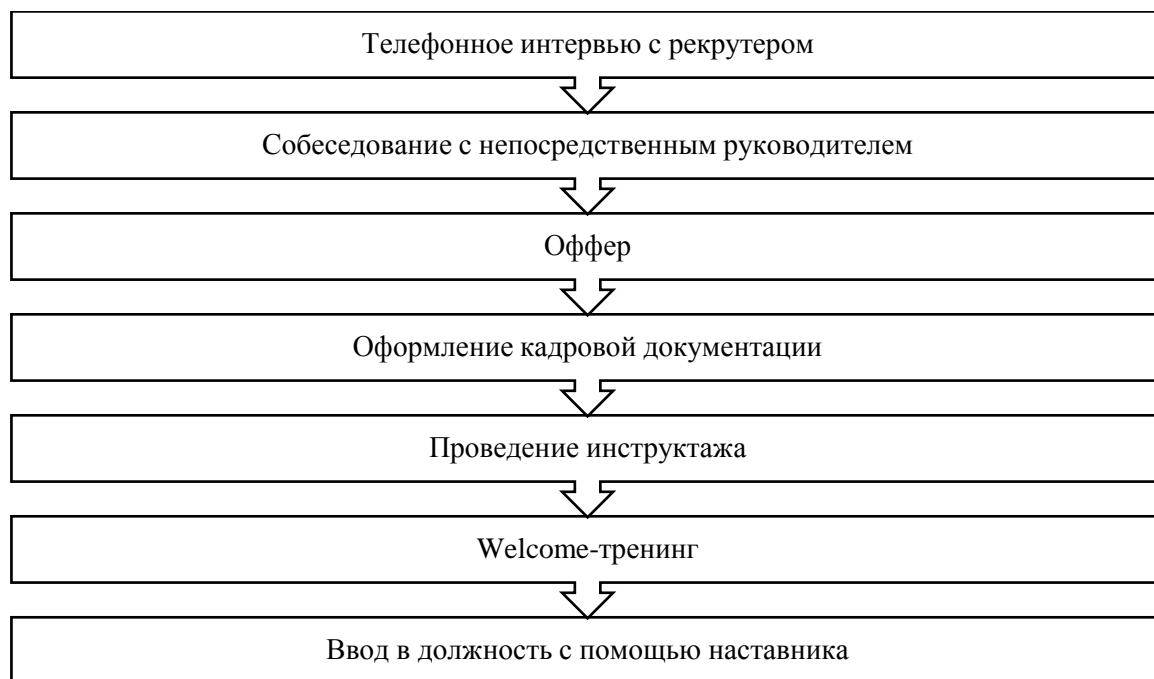 Телефонное интервью с рекрутером
Собеседование с непосредственным руководителем
Оффер
Оформление кадровой документации
Проведение инструктажа
Welcome-тренинг
Ввод в должность с помощью наставника